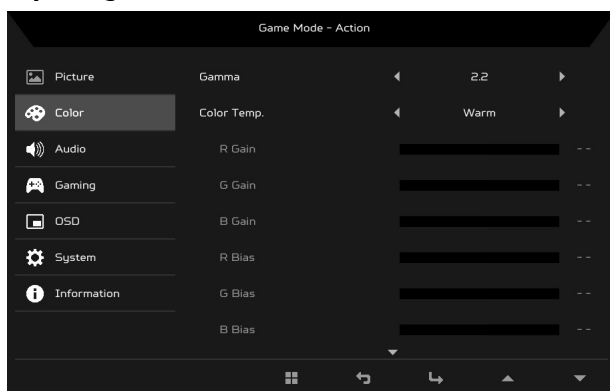 Game Mode - Action
Picture
Gamma
2.2
Color
Color Temp.
Warm
Audio
R Gain
--
Gaming
G Gain
--
OSD
B Gain
--
System
R Bias
--
Information
G Bias
--
B Bias
--